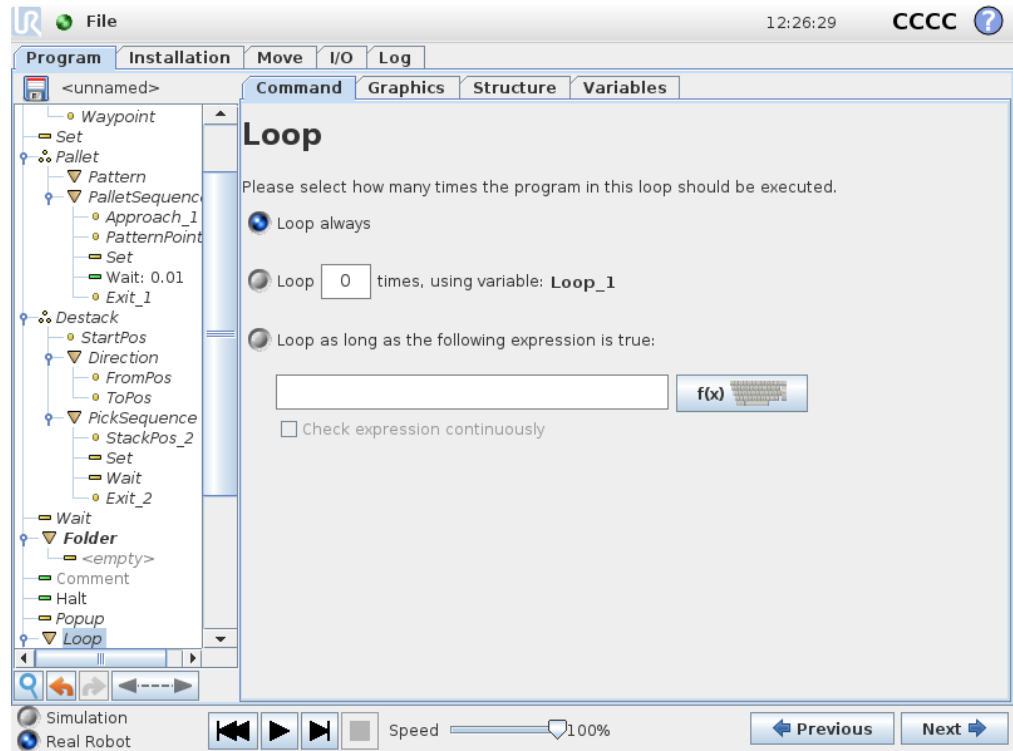 UR File 12:26:29 CCCC ?
Program Installation Move I/O Log
<unnamed> Command Graphics Structure Variables
Waypoint
Set
Pallet
Pattern
PalletSequenc
Approach_1
PatternPoint
Set
Wait: 0.01
Exit_1
Destack
StartPos
Direction
FromPos
ToPos
PickSequence
StackPos_2
Set
Wait
Exit_2
Wait
Folder
<empty>
Comment
Halt
Popup
Loop
Loop
Please select how many times the program in this loop should be executed.
Loop always
Loop 0 times, using variable: Loop_1
Loop as long as the following expression is true:
f(x)
Check expression continuously
Simulation
Real Robot
Speed 100%
Previous Next